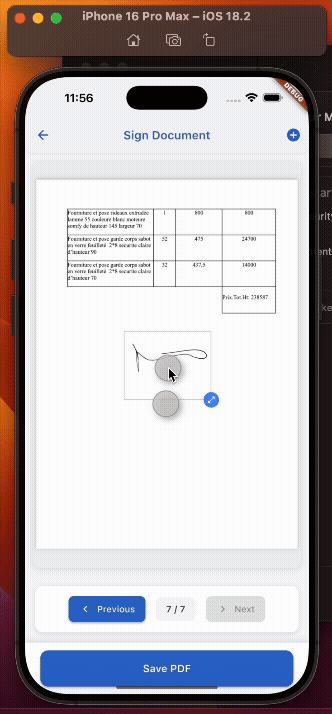 iPhone 16 Pro Max – iOS 18.2
11:56
DEBUG
Sign Document
Fourniture et pose rideaux extrudée
lamme 55 couleure blanc moteure
somfy de hauteur 145 largeur 70
1
800
800
Fourniture et pose garde corps sabot
en verre feuilleté 2*8 securite claire
d'hauteur 90
52
475
24700
Fourniture et pose garde corps sabot
en verre feuilleté 2*8 securite claire
d'hauteur 70
32
437,5
14000
Prix.Tot.Ht: 238587
Previous
7 / 7
Next
Save PDF